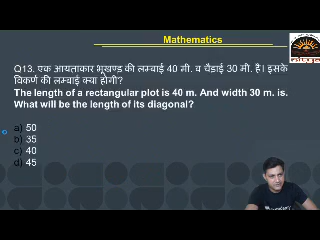 Mathematics
Q13. एक आयताकार भूखण्ड की लम्बाई 40 मी. व चौडाई 30 मी. है। इसके
विकर्ण की लम्बाई क्या होगी?
The length of a rectangular plot is 40 m. And width 30 m. is.
What will be the length of its diagonal?
a) 50
b) 35
c) 40
d) 45